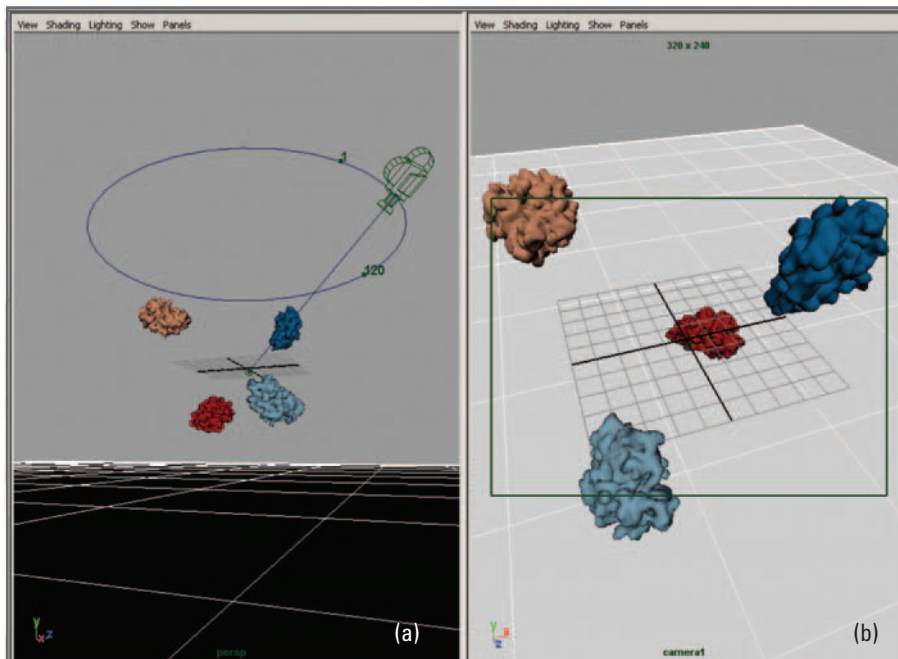 View Shading Lighting Show Panels
1
120
y
x z
(a)
persp
View Shading Lighting Show Panels
320 x 240
y
z
(b)
camera1